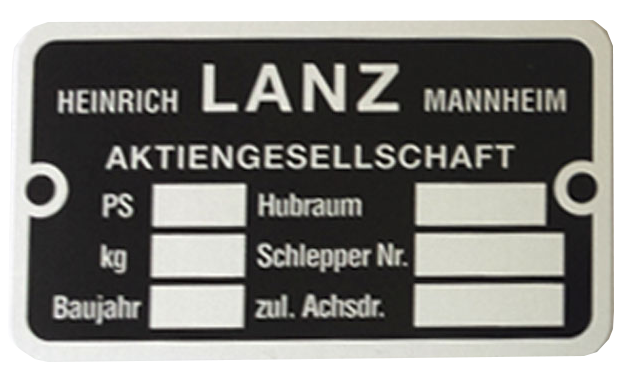 HEINRICH LANZ MANNHEIM
AKTIENGESELLSCHAFT
PS Hubraum
kg Schlepper Nr.
Baujahr zul. Achsdr.